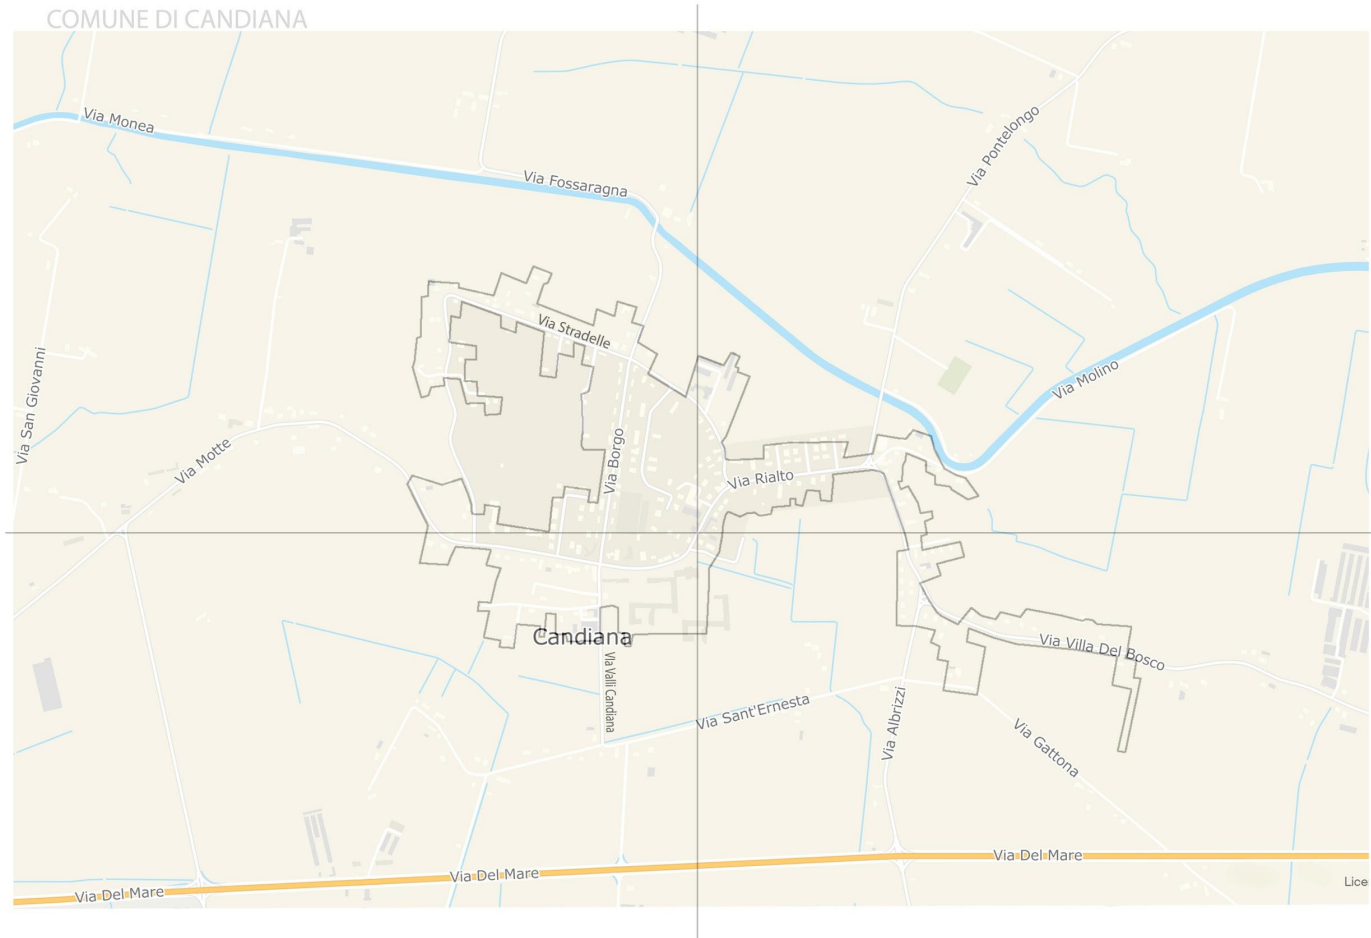 COMUNE DI CANDIANA
Via Monea
Via Pontelongo
Via Fossaragna
Via Stradelle
Via San Giovanni
Via Molino
Via Motte
Via Borgo
Via Rialto
Candiana
Via Villa Del Bosco
VIa Valli Candiana
Via Sant'Ernesta
Via Albrizzi
Via Gattona
Via Del Mare
Via Del Mare
Via Del Mare
Lice